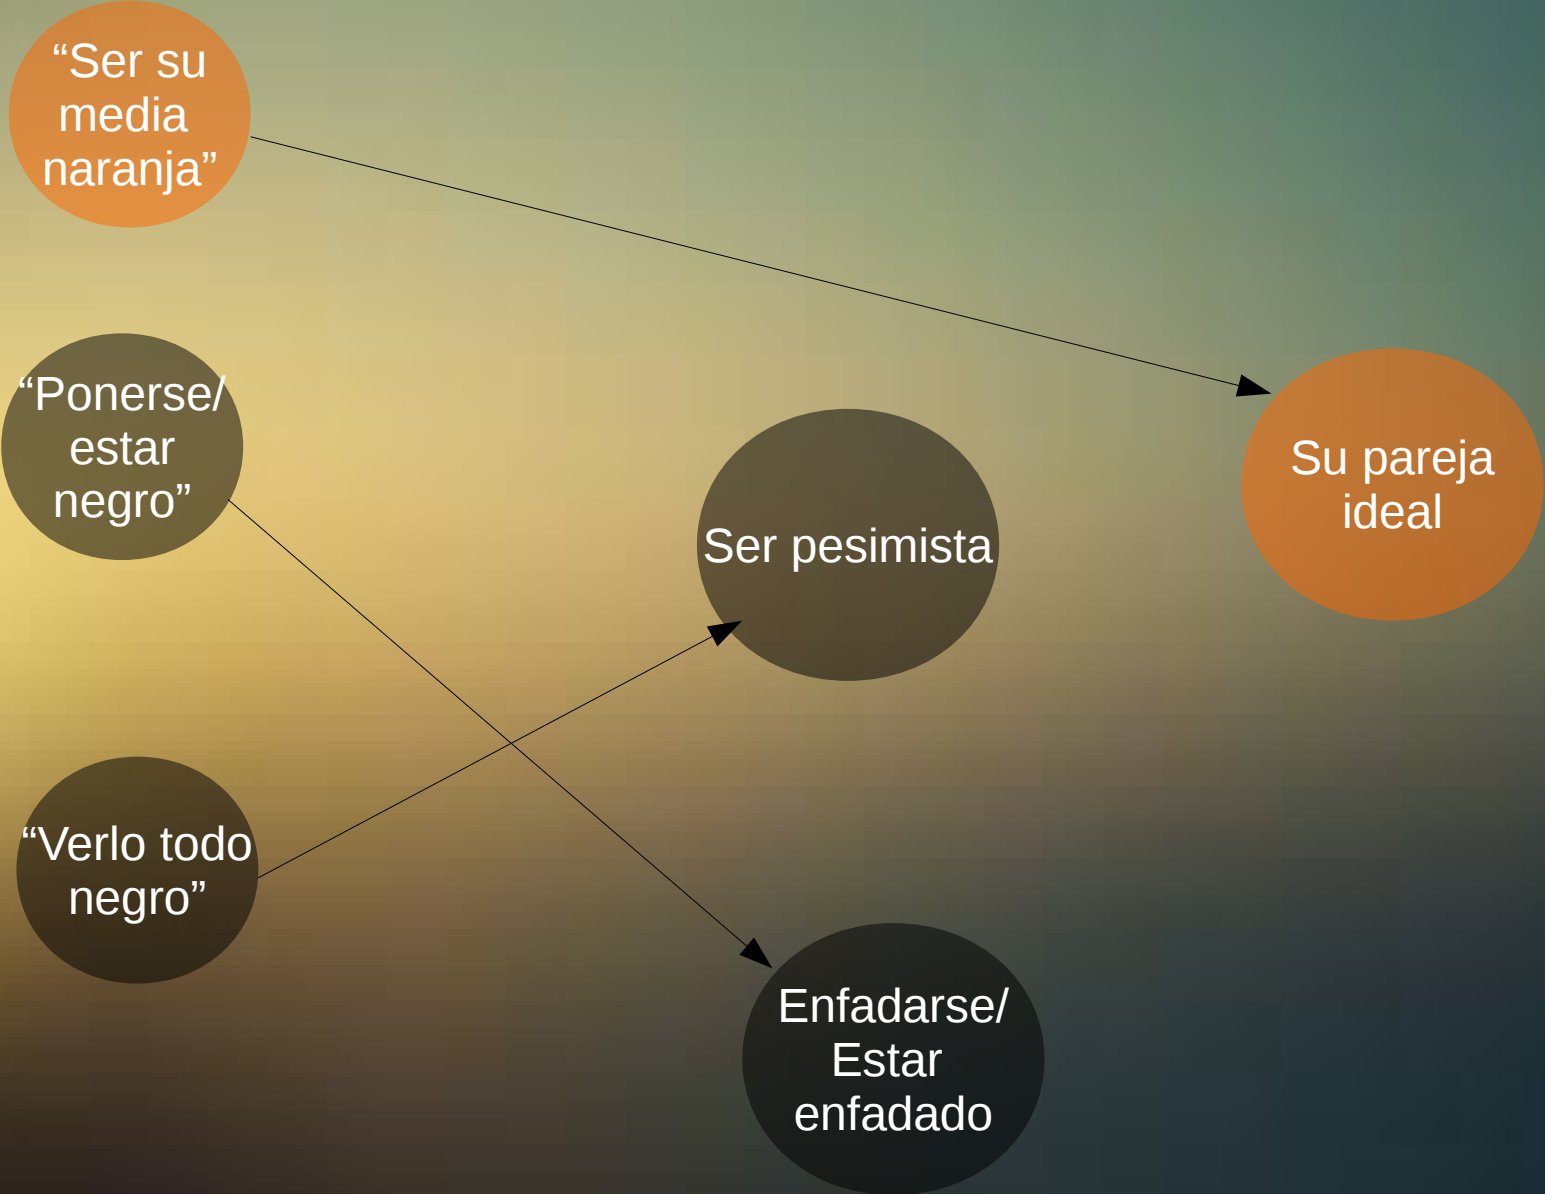 “Ser su
media
naranja”
“Ponerse/
estar
negro”
Ser pesimista
Su pareja
ideal
“Verlo todo
negro”
Enfadarse/
Estar
enfadado